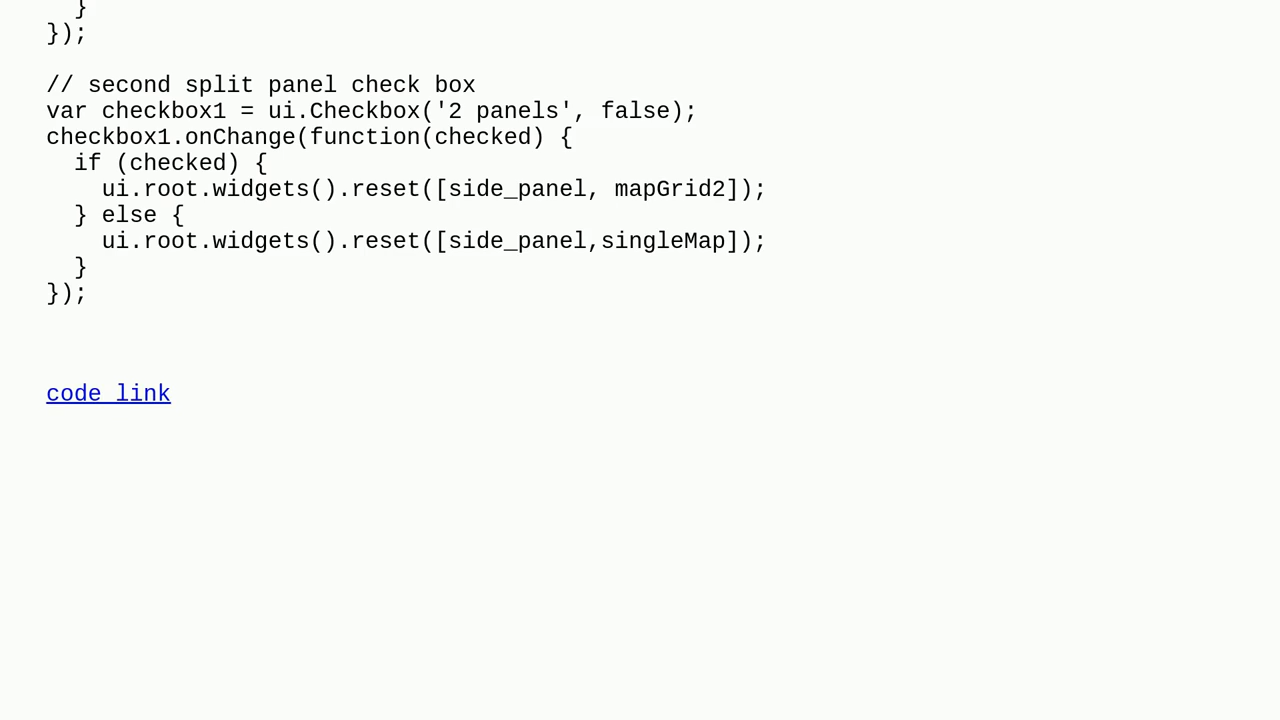 }
});
// second split panel check box
var checkbox1 = ui.Checkbox('2 panels', false);
checkbox1.onChange(function(checked) {
  if (checked) {
    ui.root.widgets().reset([side_panel, mapGrid2]);
  } else {
    ui.root.widgets().reset([side_panel,singleMap]);
  }
});
code link